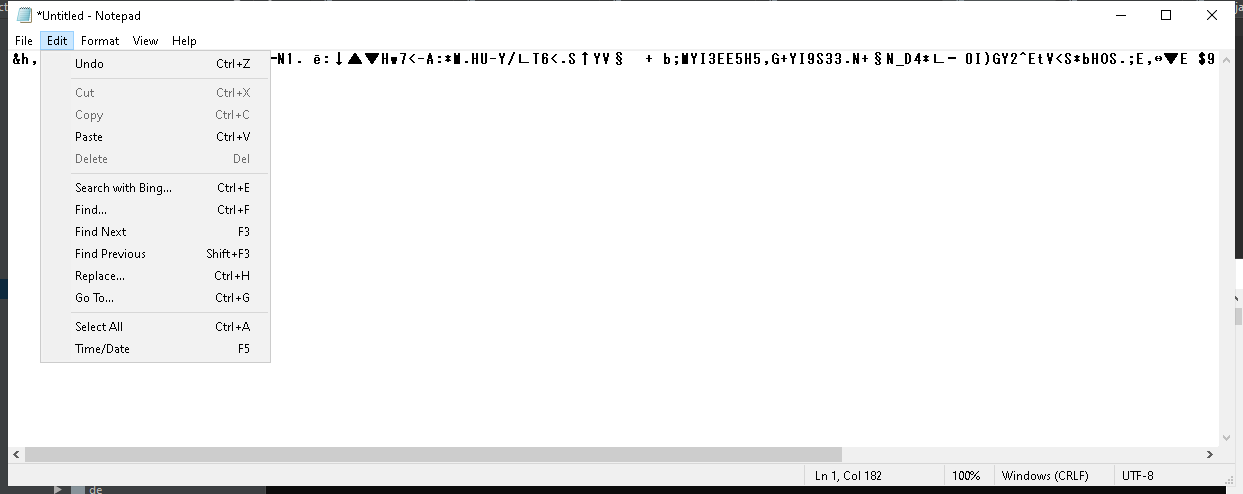 *Untitled - Notepad
File Edit Format View Help
&h,
-N1. ē:↓▲▼Hw7<-A:*M.HU-Y/∟T6<.S↑YV§ + b;MYI3EE5H5,G+YI9S33.N+§N_D4*∟- OI)GY2^EtV<S*bHOS.;E,↔▼E $9
Undo Ctrl+Z
Cut Ctrl+X
Copy Ctrl+C
Paste Ctrl+V
Delete Del
Search with Bing... Ctrl+E
Find... Ctrl+F
Find Next F3
Find Previous Shift+F3
Replace... Ctrl+H
Go To... Ctrl+G
Select All Ctrl+A
Time/Date F5
Ln 1, Col 182 100% Windows (CRLF) UTF-8
de